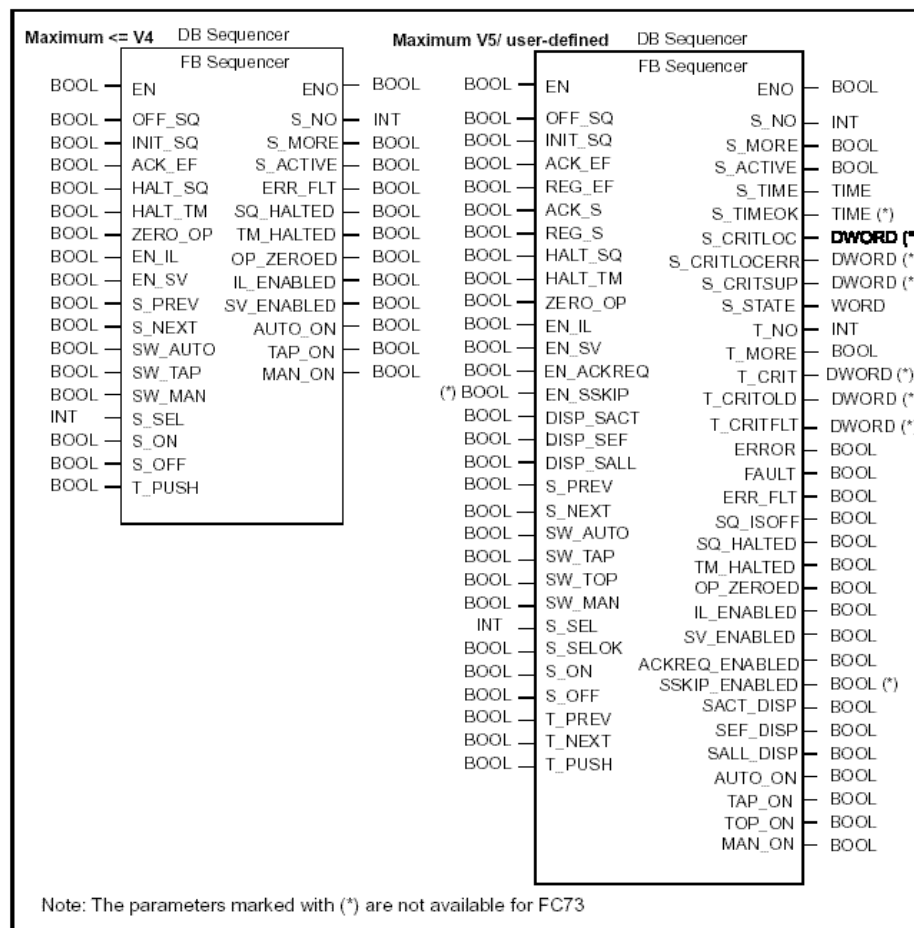 Maximum <= V4 DB Sequencer
FB Sequencer
BOOL EN ENO BOOL
BOOL OFF_SQ S_NO INT
BOOL INIT_SQ S_MORE BOOL
BOOL ACK_EF S_ACTIVE BOOL
BOOL HALT_SQ ERR_FLT BOOL
BOOL HALT_TM SQ_HALTED BOOL
BOOL ZERO_OP TM_HALTED BOOL
BOOL EN_IL OP_ZEROED BOOL
BOOL EN_SV IL_ENABLED BOOL
BOOL S_PREV SV_ENABLED BOOL
BOOL S_NEXT AUTO_ON BOOL
BOOL SW_AUTO TAP_ON BOOL
BOOL SW_TAP MAN_ON BOOL
BOOL SW_MAN
INT S_SEL
BOOL S_ON
BOOL S_OFF
BOOL T_PUSH
Maximum V5/ user-defined DB Sequencer
FB Sequencer
BOOL EN ENO BOOL
BOOL OFF_SQ S_NO INT
BOOL INIT_SQ S_MORE BOOL
BOOL ACK_EF S_ACTIVE BOOL
BOOL REG_EF S_TIME TIME
BOOL ACK_S S_TIMEOK TIME (*)
BOOL REG_S S_CRITLOC DWORD (*
BOOL HALT_SQ S_CRITLOCERR DWORD (*
BOOL HALT_TM S_CRITSUP DWORD (*
BOOL ZERO_OP S_STATE WORD
BOOL EN_IL T_NO INT
BOOL EN_SV T_MORE BOOL
BOOL EN_ACKREQ T_CRIT DWORD (*)
(*) BOOL EN_SSKIP T_CRITOLD DWORD (*
BOOL DISP_SACT T_CRITFLT DWORD (*
BOOL DISP_SEF ERROR BOOL
BOOL DISP_SALL FAULT BOOL
BOOL S_PREV ERR_FLT BOOL
BOOL S_NEXT SQ_ISOFF BOOL
BOOL SW_AUTO SQ_HALTED BOOL
BOOL SW_TAP TM_HALTED BOOL
BOOL SW_TOP OP_ZEROED BOOL
BOOL SW_MAN IL_ENABLED BOOL
INT S_SEL SV_ENABLED BOOL
BOOL S_SELOK ACKREQ_ENABLED BOOL
BOOL S_ON SSKIP_ENABLED BOOL (*)
BOOL S_OFF SACT_DISP BOOL
BOOL T_PREV SEF_DISP BOOL
BOOL T_NEXT SALL_DISP BOOL
BOOL T_PUSH AUTO_ON BOOL
TAP_ON BOOL
TOP_ON BOOL
MAN_ON BOOL
Note: The parameters marked with (*) are not available for FC73